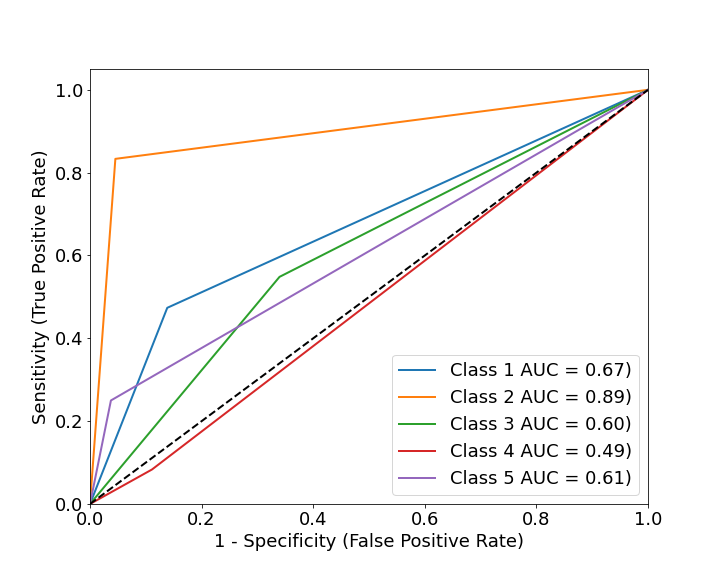 1.0
0.8
0.6
0.4
0.2
0.0
Sensitivity (True Positive Rate)
Class 1 AUC = 0.67)
Class 2 AUC = 0.89)
Class 3 AUC = 0.60)
Class 4 AUC = 0.49)
Class 5 AUC = 0.61)
0.0 0.2 0.4 0.6 0.8 1.0
1 - Specificity (False Positive Rate)